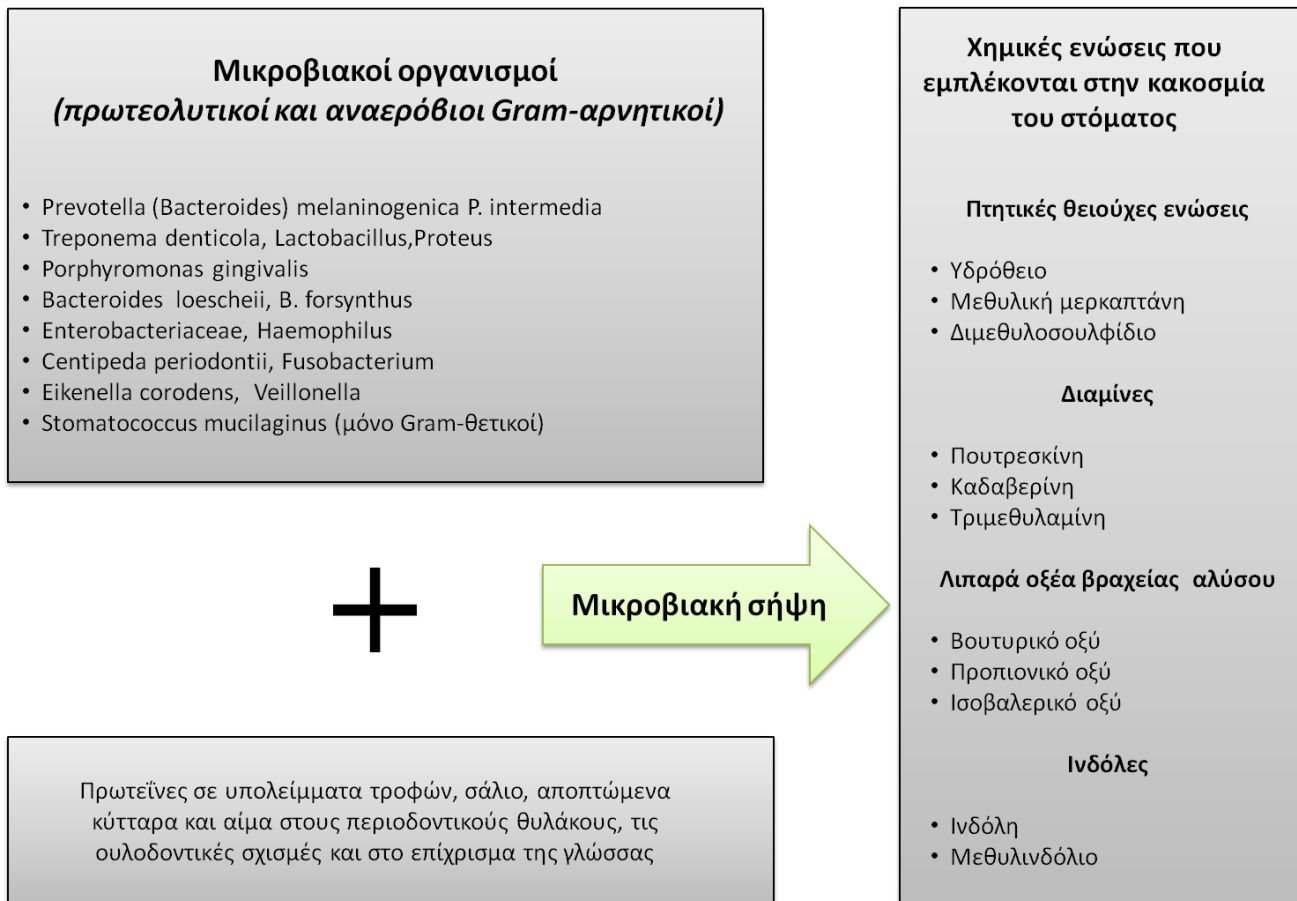 Μικροβιακοί οργανισμοί
(πρωτεολυτικοί και αναερόβιοι Gram-αρνητικοί)
• Prevotella (Bacteroides) melaninogenica P. intermedia
• Treponema denticola, Lactobacillus,Proteus
• Porphyromonas gingivalis
• Bacteroides loescheii, B. forsynthus
• Enterobacteriaceae, Haemophilus
• Centipeda periodontii, Fusobacterium
• Eikenella corodens, Veillonella
• Stomatococcus mucilaginus (μόνο Gram-θετικοί)
+
Πρωτεΐνες σε υπολείμματα τροφών, σάλιο, αποπτώμενα
κύτταρα και αίμα στους περιοδοντικούς θυλάκους, τις
ουλοδοντικές σχισμές και στο επίχρισμα της γλώσσας
Μικροβιακή σήψη
Χημικές ενώσεις που
εμπλέκονται στην κακοσμία
του στόματος
Πτητικές θειούχες ενώσεις
• Υδρόθειο
• Μεθυλική μερκαπτάνη
• Διμεθυλοσουλφίδιο
Διαμίνες
• Πουτρεσκίνη
• Καδαβερίνη
• Τριμεθυλαμίνη
Λιπαρά οξέα βραχείας αλύσου
• Βουτυρικό οξύ
• Προπιονικό οξύ
• Ισοβαλερικό οξύ
Ινδόλες
• Ινδόλη
• Μεθυλινδόλιο